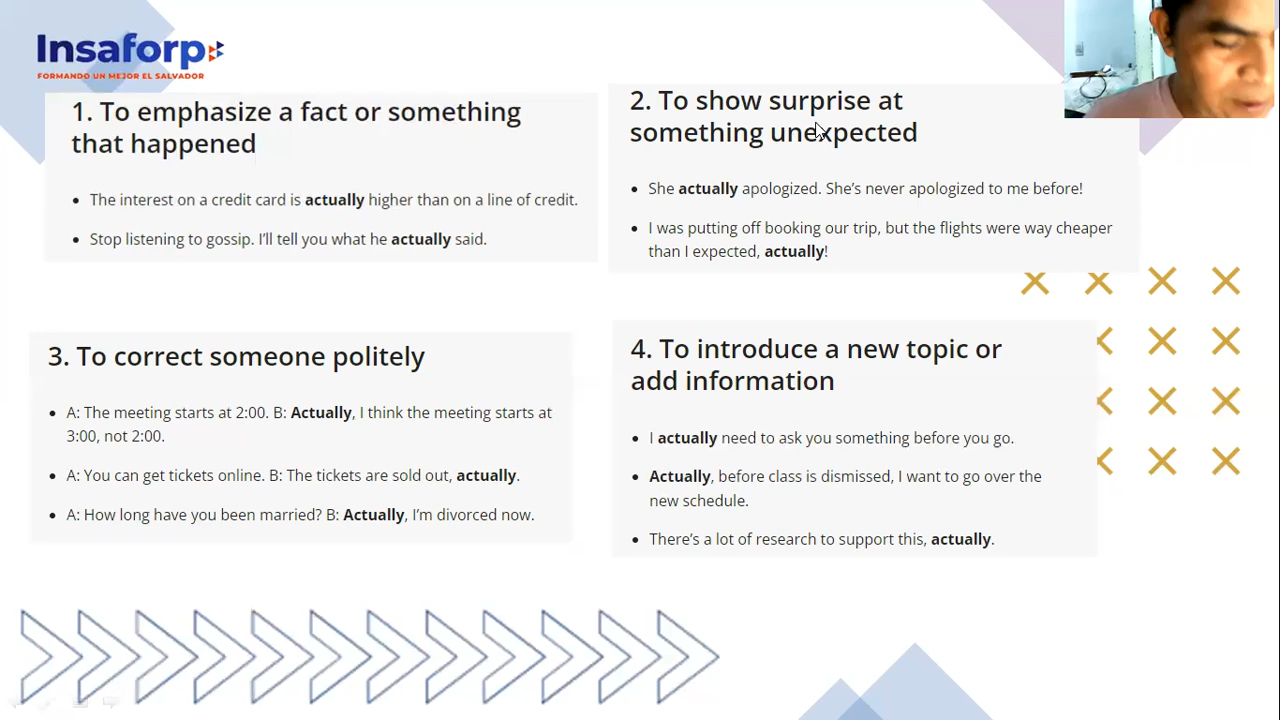 Insaforp
FORMANDO UN MEJOR EL SALVADOR
1. To emphasize a fact or something
that happened
• The interest on a credit card is actually higher than on a line of credit.
• Stop listening to gossip. I’ll tell you what he actually said.
2. To show surprise at
something unexpected
• She actually apologized. She’s never apologized to me before!
• I was putting off booking our trip, but the flights were way cheaper
than I expected, actually!
3. To correct someone politely
• A: The meeting starts at 2:00. B: Actually, I think the meeting starts at
3:00, not 2:00.
• A: You can get tickets online. B: The tickets are sold out, actually.
• A: How long have you been married? B: Actually, I’m divorced now.
4. To introduce a new topic or
add information
• I actually need to ask you something before you go.
• Actually, before class is dismissed, I want to go over the
new schedule.
• There’s a lot of research to support this, actually.